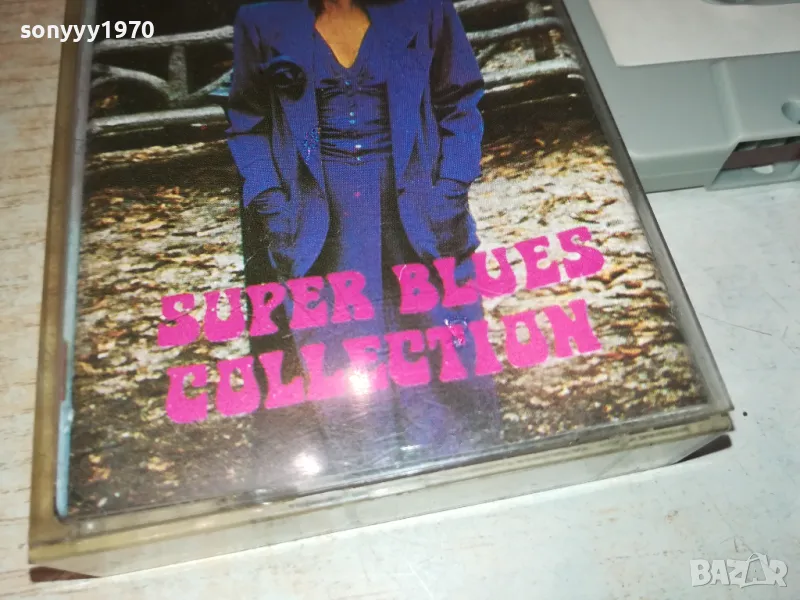 sonyyy1970
SUPER BLUES
COLLECTION
BAZAR